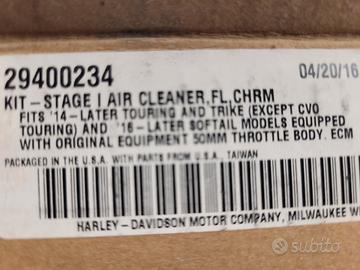 29400234 04/20/16
KIT - STAGE I AIR CLEANER,FL,CHRM
FITS '14-LATER TOURING AND TRIKE (EXCEPT CVO
TOURING) AND '16-LATER SOFTAIL MODELS EQUIPPED
WITH ORIGINAL EQUIPMENT 50MM THROTTLE BODY. ECM
PACKAGED IN THE U.S.A. WITH PARTS FROM U.S.A., TAIWAN
HARLEY-DAVIDSON MOTOR COMPANY, MILWAUKEE WI
subito